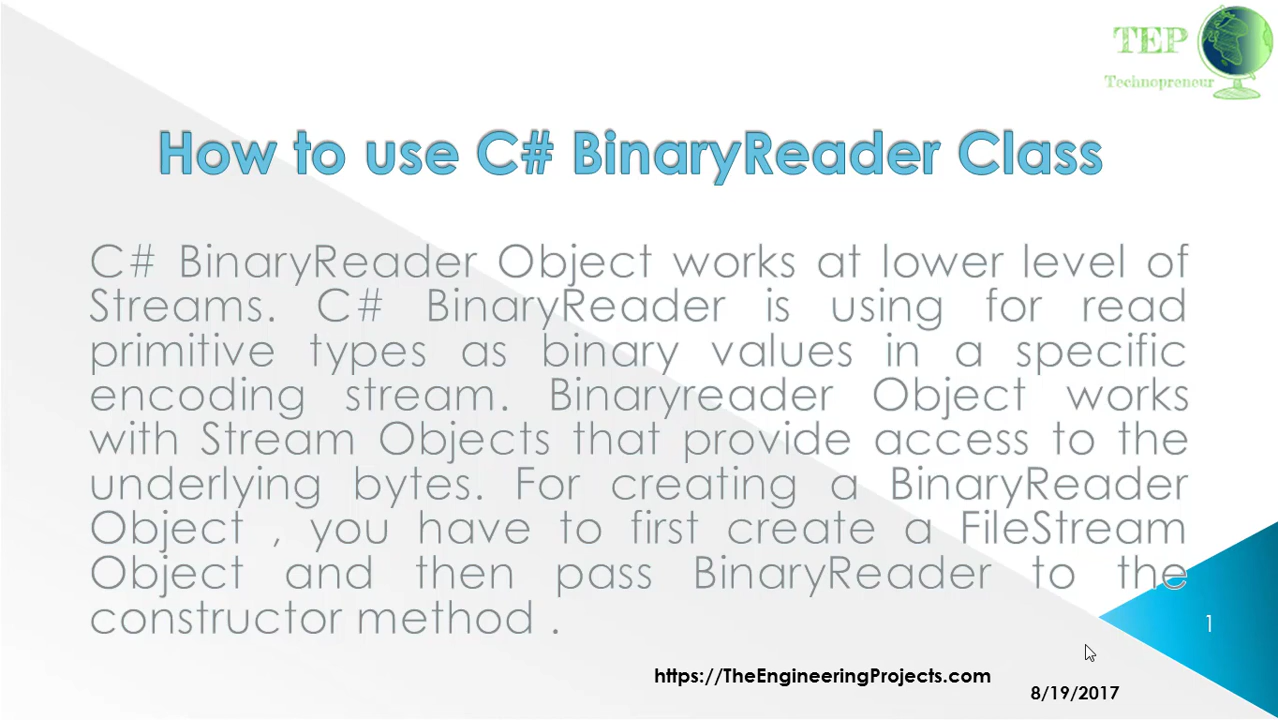 TEP
Technopreneur
How to use C# BinaryReader Class
C# BinaryReader Object works at lower level of
Streams. C# BinaryReader is using for read
primitive types as binary values in a specific
encoding stream. Binaryreader Object works
with Stream Objects that provide access to the
underlying bytes. For creating a BinaryReader
Object , you have to first create a FileStream
Object and then pass BinaryReader to the
constructor method .
1
https://TheEngineeringProjects.com
8/19/2017